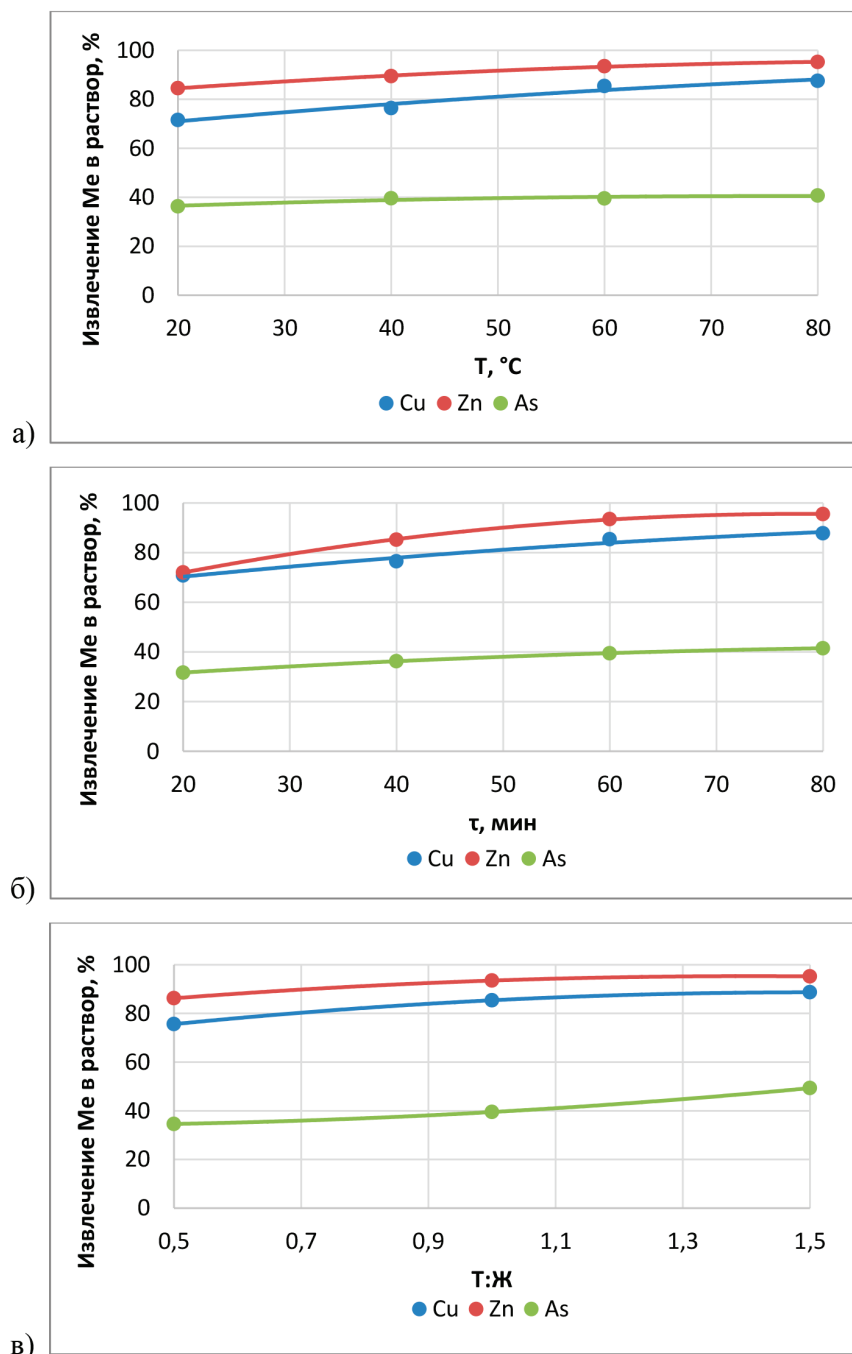 Извлечение Ме в раствор, %
100
80
60
40
20
0
20 30 40 50 60 70 80
Т, °С
Cu Zn As
а)
Извлечение Ме в раствор, %
100
80
60
40
20
0
20 30 40 50 60 70 80
τ, мин
Cu Zn As
б)
Извлечение Ме в раствор, %
100
80
60
40
20
0
0,5 0,7 0,9 1,1 1,3 1,5
Т:Ж
Cu Zn As
в)